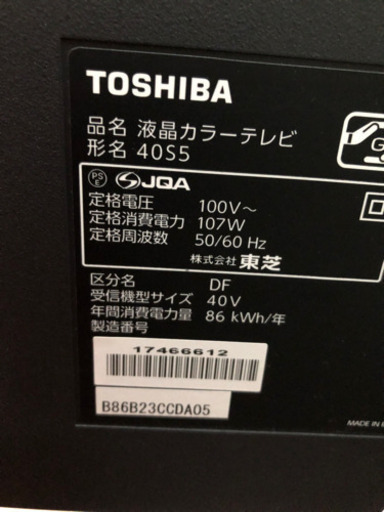 TOSHIBA
品名 液晶カラーテレビ
形名 40S5
PS E JQA
定格電圧 100V～
定格消費電力 107W
定格周波数 50/60 Hz
株式会社 東芝
区分名 DF
受信機型サイズ 40V
年間消費電力量 86 kWh/年
製造番号
17466612
B86B23CCDA05
MADE IN